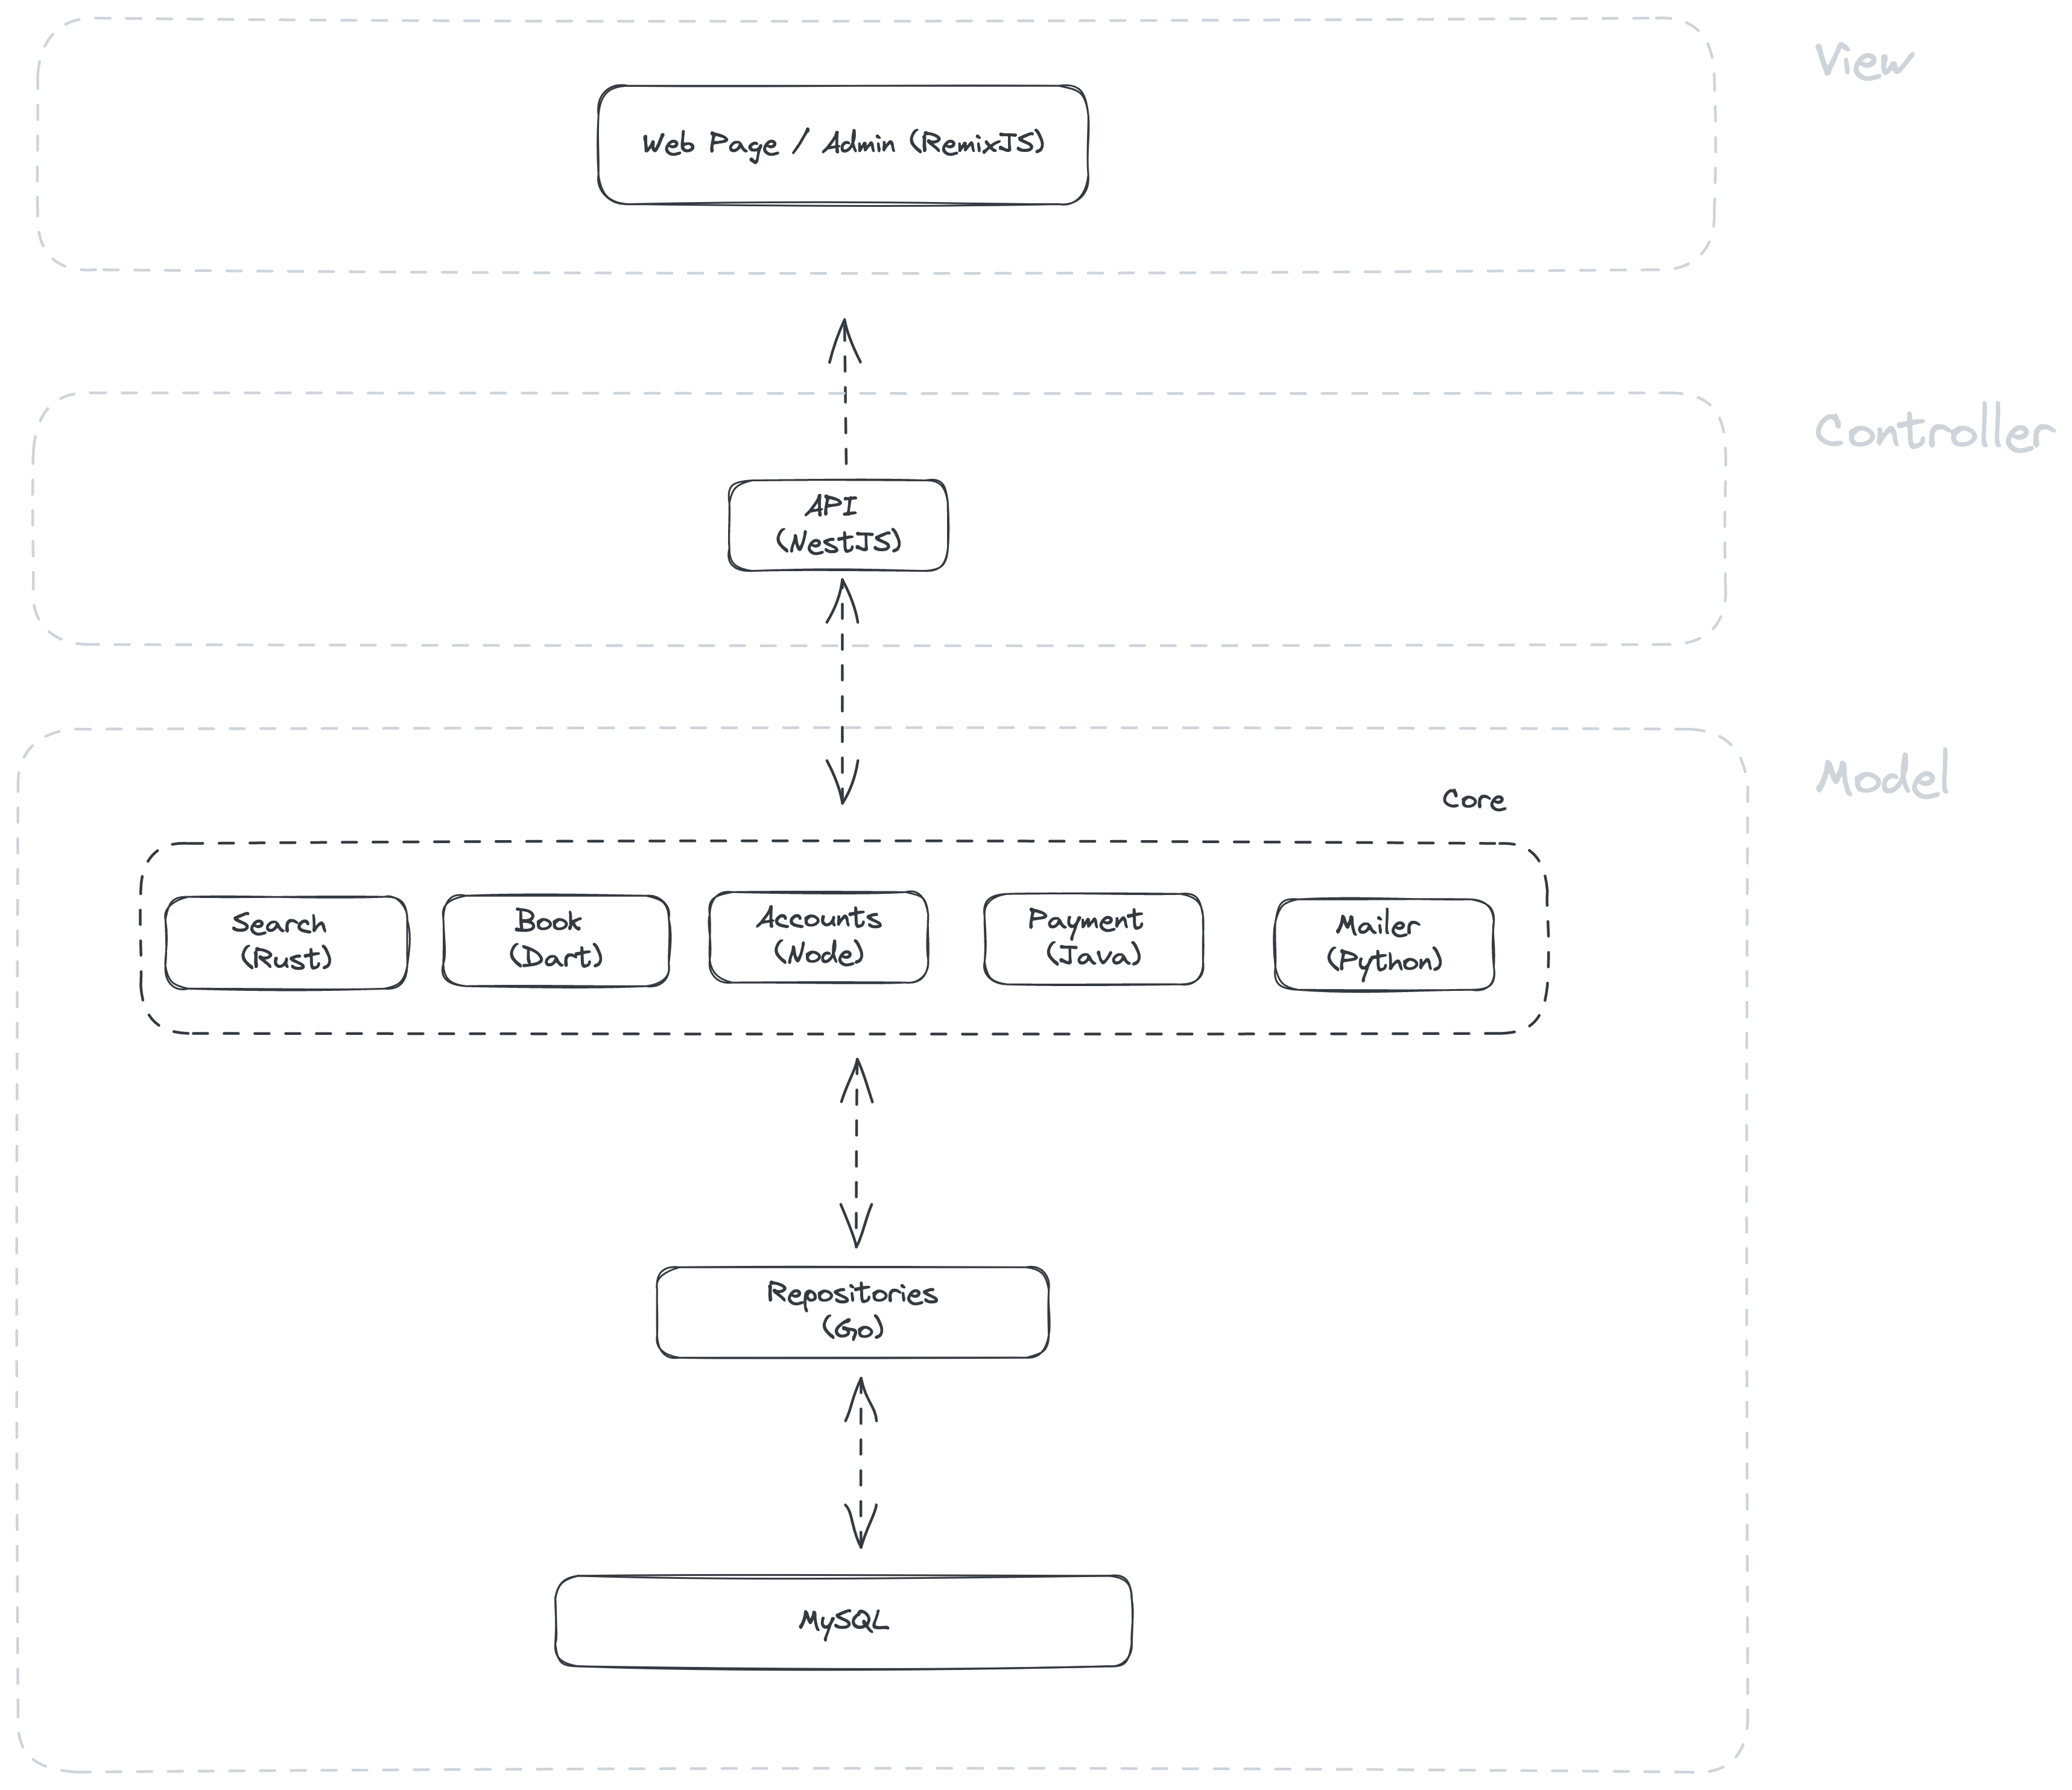 View
Web Page / Admin (RemixJS)
Controller
API
(NestJS)
Model
Core
Search
(Rust)
Book
(Dart)
Accounts
(Node)
Payment
(Java)
Mailer
(Python)
Repositories
(Go)
MySQL